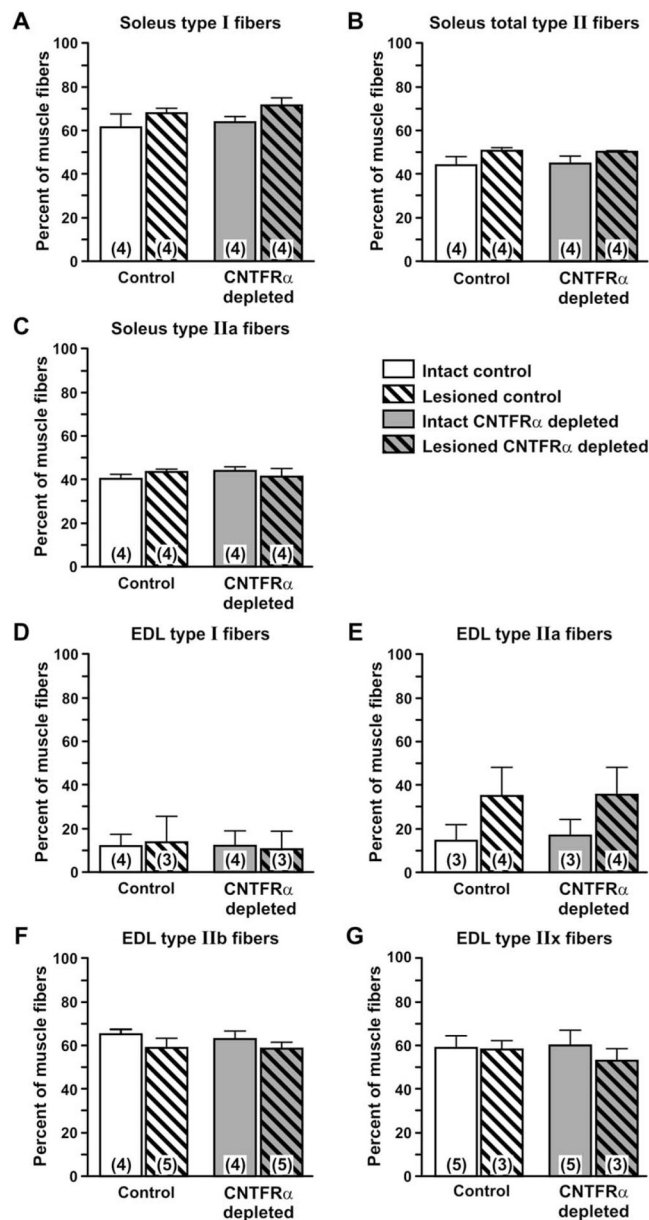 A Soleus type I fibers
Percent of muscle fibers
100
80
60
40
20
0
(4) (4) (4) (4)
Control CNTFRα
depleted
B Soleus total type II fibers
Percent of muscle fibers
100
80
60
40
20
0
(4) (4) (4) (4)
Control CNTFRα
depleted
C Soleus type IIa fibers
Percent of muscle fibers
100
80
60
40
20
0
(4) (4) (4) (4)
Control CNTFRα
depleted
Intact control
Lesioned control
Intact CNTFRα depleted
Lesioned CNTFRα depleted
D EDL type I fibers
Percent of muscle fibers
100
80
60
40
20
0
(4) (3) (4) (3)
Control CNTFRα
depleted
E EDL type IIa fibers
Percent of muscle fibers
100
80
60
40
20
0
(3) (4) (3) (4)
Control CNTFRα
depleted
F EDL type IIb fibers
Percent of muscle fibers
100
80
60
40
20
0
(4) (5) (4) (5)
Control CNTFRα
depleted
G EDL type IIx fibers
Percent of muscle fibers
100
80
60
40
20
0
(5) (3) (5) (3)
Control CNTFRα
depleted